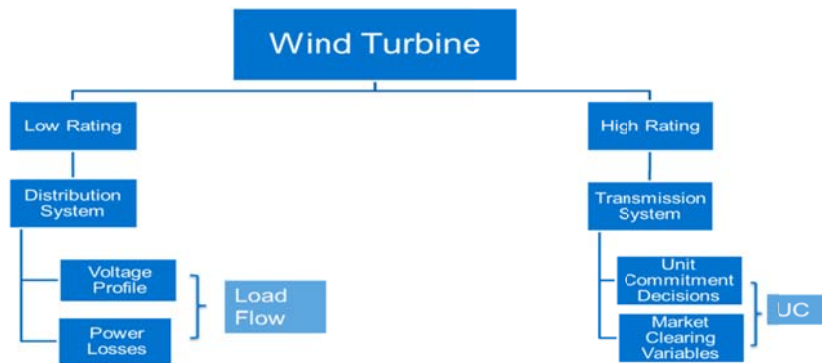 Wind Turbine
Low Rating
High Rating
Distribution
System
Transmission
System
Voltage
Profile
Load
Flow
Power
Losses
Unit
Commitment
Decisions
UC
Market
Clearing
Variables